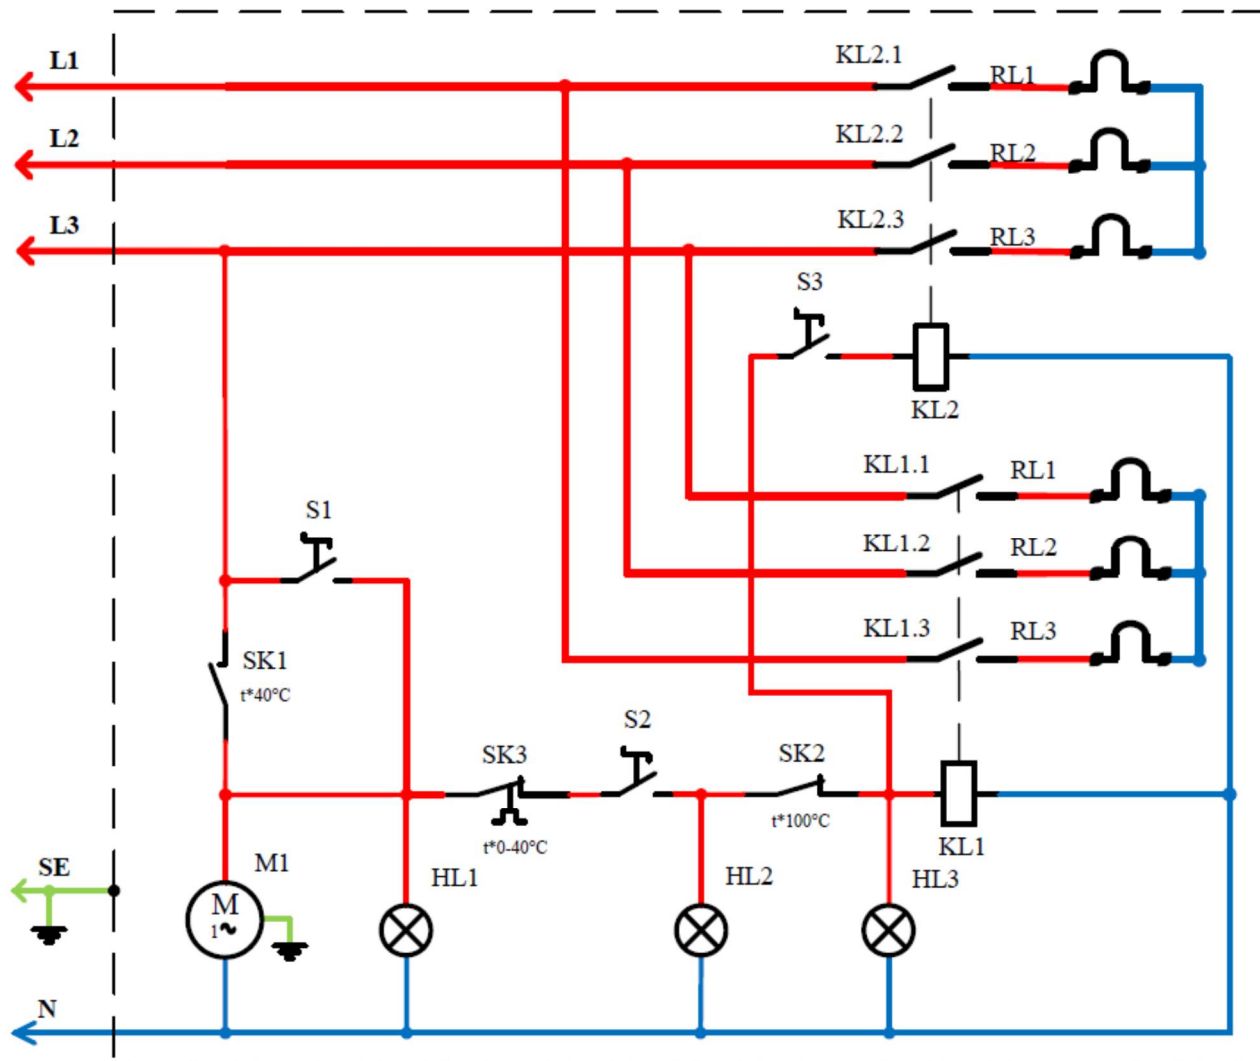 L1
KL2.1
RL1
L2
KL2.2
RL2
L3
KL2.3
RL3
S3
KL2
KL1.1
RL1
S1
KL1.2
RL2
KL1.3
RL3
SK1
t*40°C
S2
SK3
SK2
t*0-40°C
t*100°C
KL1
SE
M1
HL1
HL2
HL3
M
1~
N